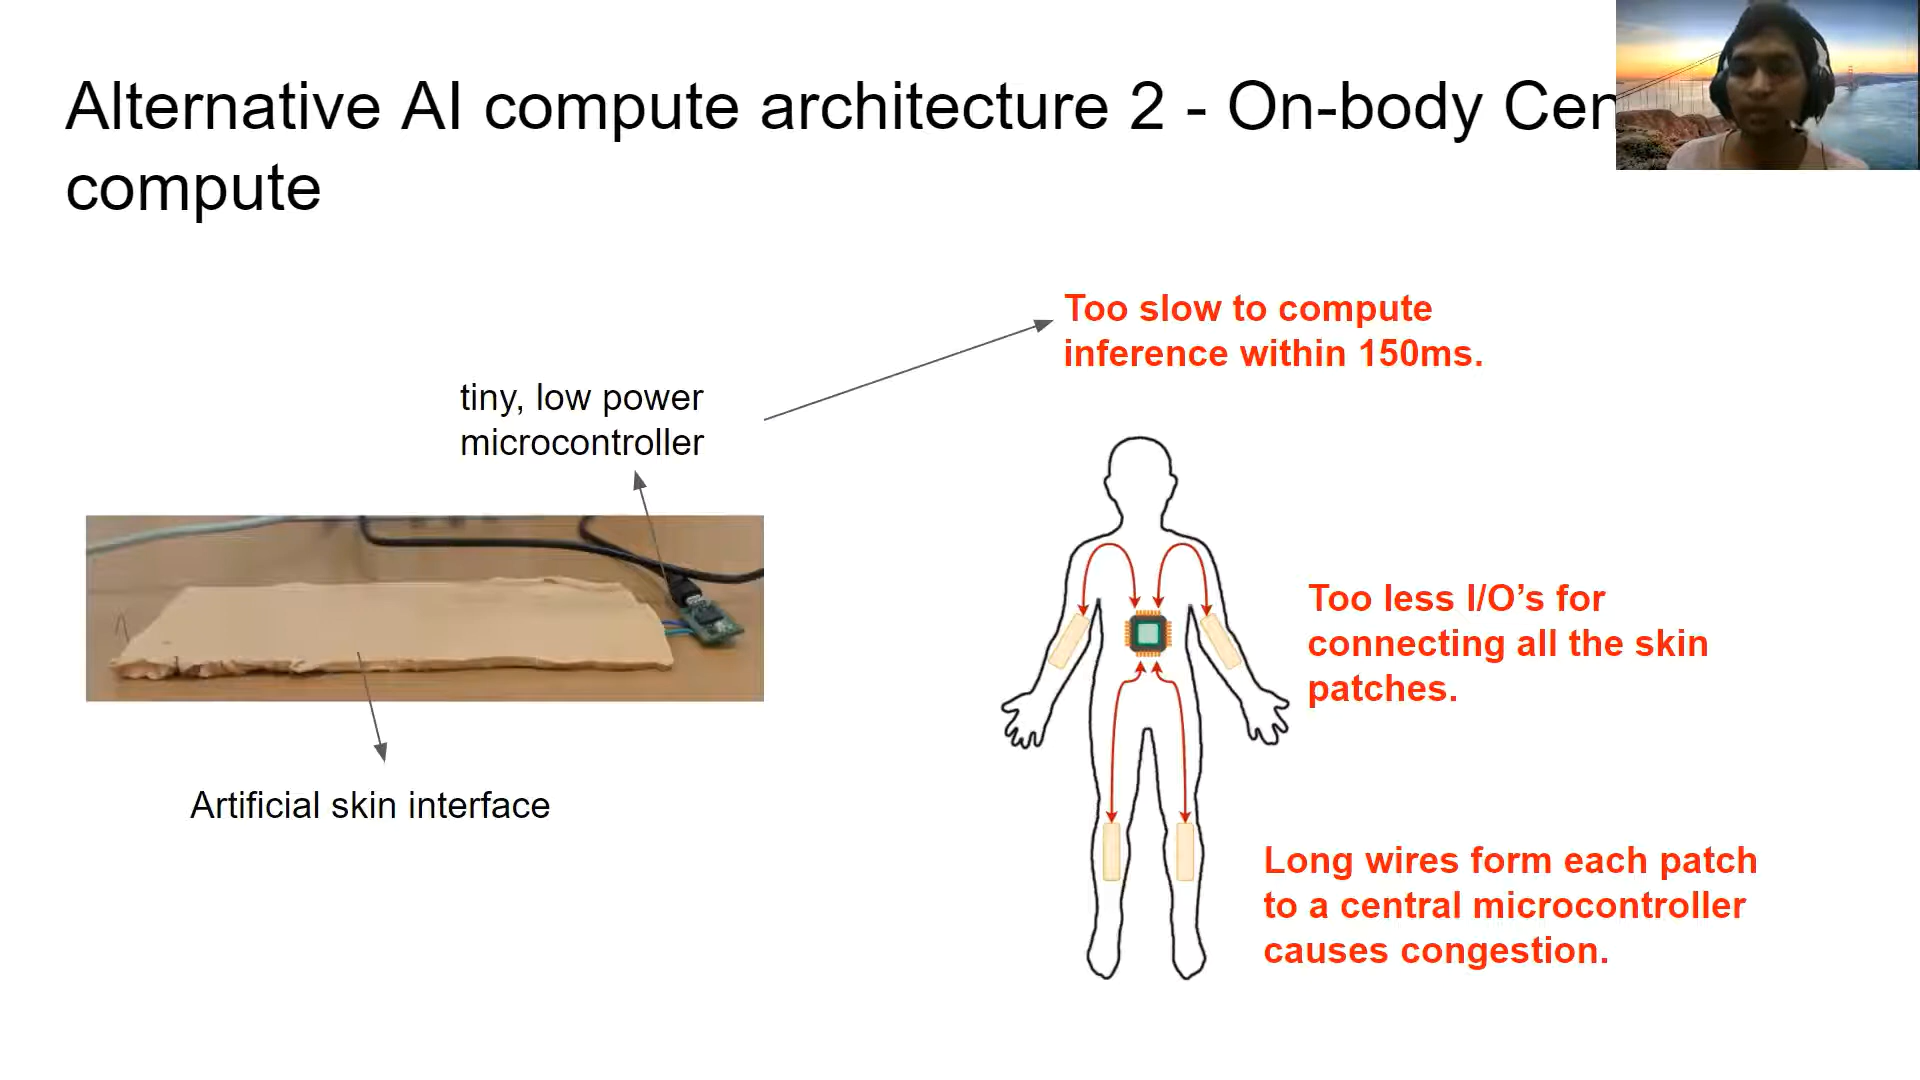 Alternative AI compute architecture 2 - On-body
compute
Too slow to compute
inference within 150ms.
tiny, low power
microcontroller
Too less I/O’s for
connecting all the skin
patches.
Artificial skin interface
Long wires form each patch
to a central microcontroller
causes congestion.